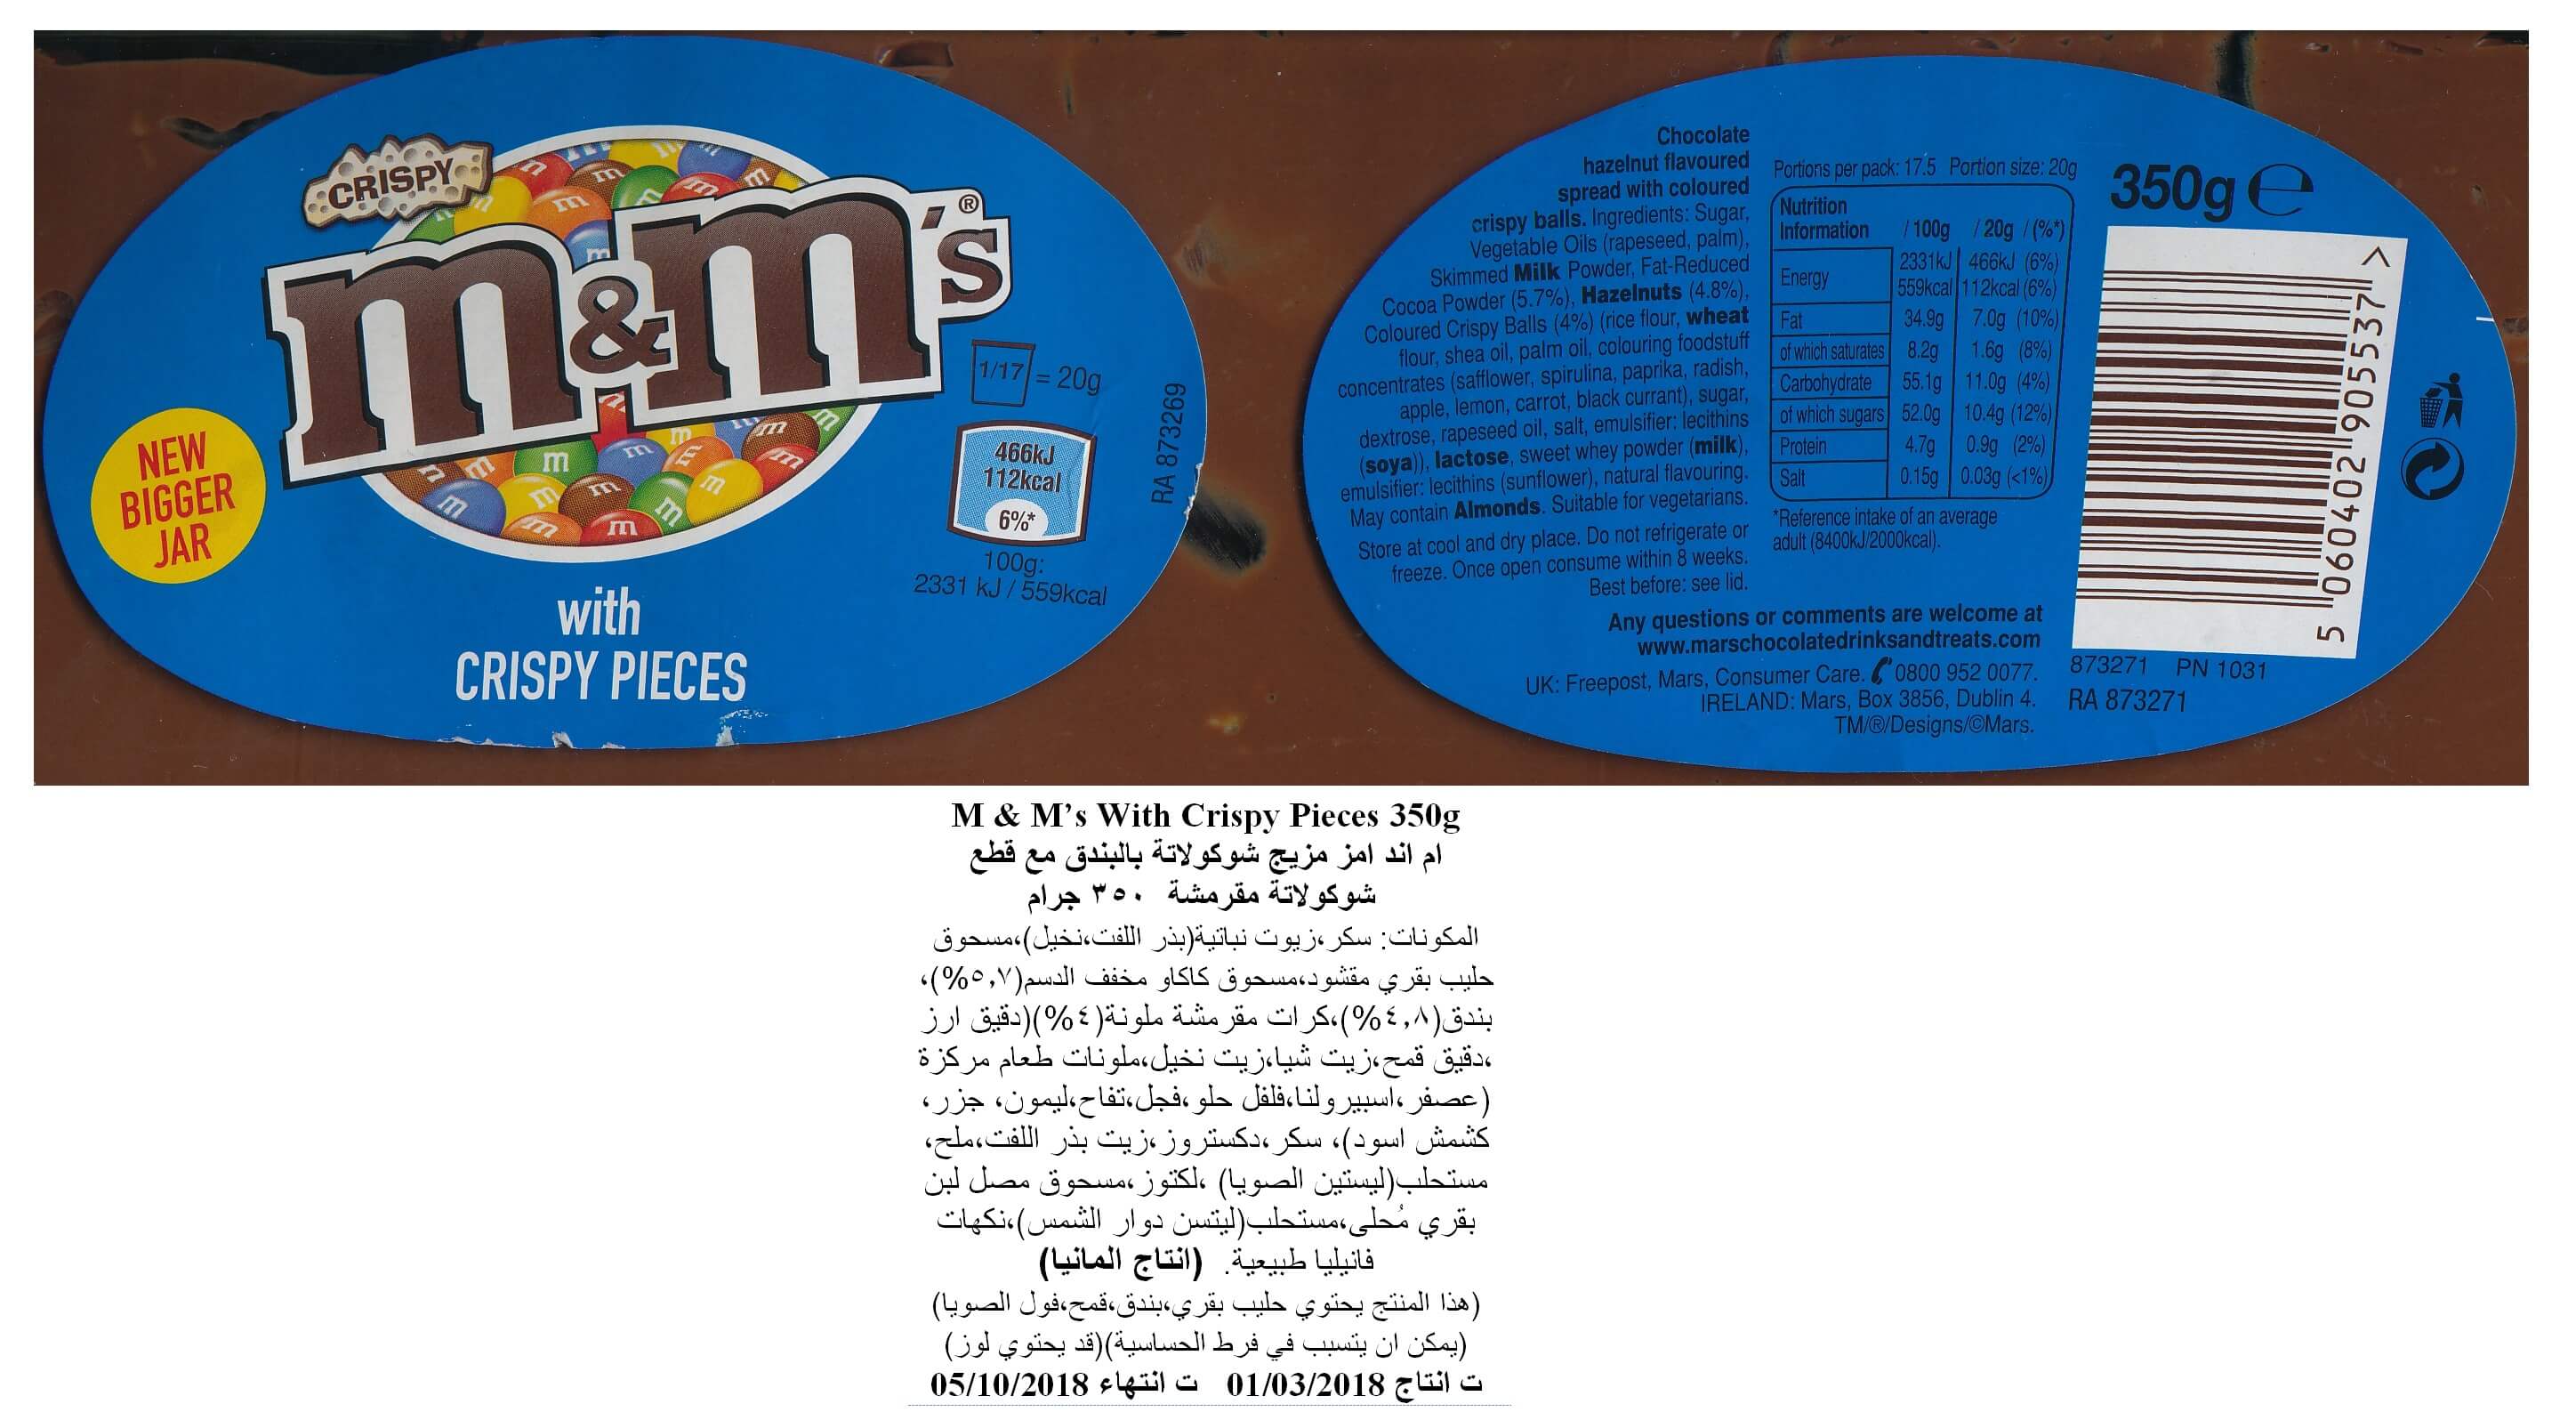 CRISPY
m&m's®
NEW
BIGGER
JAR
with
CRISPY PIECES
1/17 = 20g
466kJ
112kcal
6%*
100g:
2331 kJ / 559kcal
RA 873269
Chocolate
hazelnut flavoured
spread with coloured
crispy balls. Ingredients: Sugar,
Vegetable Oils (rapeseed, palm),
Skimmed Milk Powder, Fat-Reduced
Cocoa Powder (5.7%), Hazelnuts (4.8%),
Coloured Crispy Balls (4%) (rice flour, wheat
flour, shea oil, palm oil, colouring foodstuff
concentrates (safflower, spirulina, paprika, radish,
apple, lemon, carrot, black currant), sugar,
dextrose, rapeseed oil, salt, emulsifier: lecithins
(soya)), lactose, sweet whey powder (milk),
emulsifier: lecithins (sunflower), natural flavouring.
May contain Almonds. Suitable for vegetarians.
Store at cool and dry place. Do not refrigerate or
freeze. Once open consume within 8 weeks.
Best before: see lid.
Portions per pack: 17.5 Portion size: 20g
Nutrition
Information / 100g / 20g / (%*)
Energy 2331kJ 466kJ (6%)
559kcal 112kcal (6%)
Fat 34.9g 7.0g (10%)
of which saturates 8.2g 1.6g (8%)
Carbohydrate 55.1g 11.0g (4%)
of which sugars 52.0g 10.4g (12%)
Protein 4.7g 0.9g (2%)
Salt 0.15g 0.03g (<1%)
*Reference intake of an average
adult (8400kJ/2000kcal).
Any questions or comments are welcome at
www.marschocolatedrinksandtreats.com
UK: Freepost, Mars, Consumer Care. 0800 952 0077.
IRELAND: Mars, Box 3856, Dublin 4.
TM/®/Designs/©Mars.
350g e
5 060402 905537 >
873271 PN 1031
RA 873271
M & M’s With Crispy Pieces 350g
ام اند امز مزيج شوكولاتة بالبندق مع قطع
شوكولاتة مقرمشة ٣٥٠ جرام
المكونات: سكر،زيوت نباتية(بذر اللفت،نخيل)،مسحوق
حليب بقري مقشود،مسحوق كاكاو مخفف الدسم(٥,٧%)،
بندق(٤,٨%)،كرات مقرمشة ملونة(٤%)(دقيق ارز
،دقيق قمح،زيت شيا،زيت نخيل،ملونات طعام مركزة
(عصفر،اسبيرولنا،فلفل حلو،فجل،تفاح،ليمون، جزر،
كشمش اسود)، سكر،دكستروز،زيت بذر اللفت،ملح،
مستحلب(ليستين الصويا) ،لكتوز،مسحوق مصل لبن
بقري مُحلى،مستحلب(ليتسن دوار الشمس)،نكهات
فانيليا طبيعية. (انتاج المانيا)
(هذا المنتج يحتوي حليب بقري،بندق،قمح،فول الصويا)
(يمكن ان يتسبب في فرط الحساسية)(قد يحتوي لوز)
ت انتاج 01/03/2018 ت انتهاء 05/10/2018